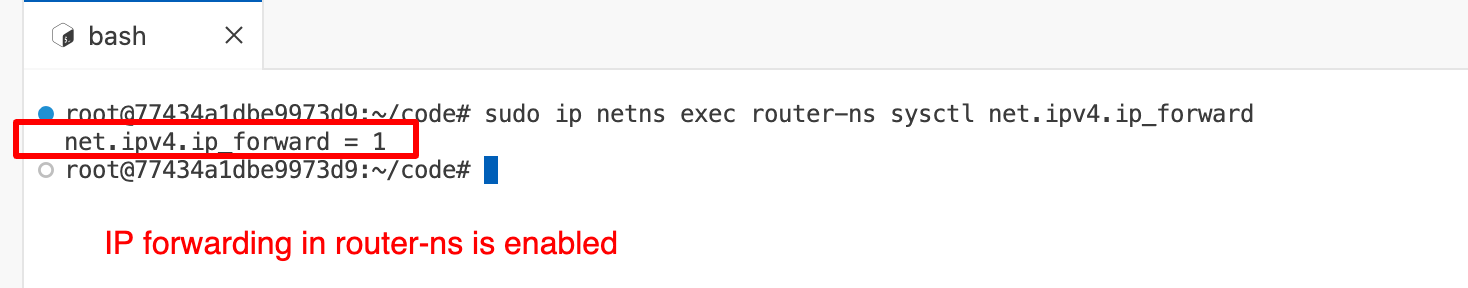 bash
root@77434a1dbe9973d9:~/code# sudo ip netns exec router-ns sysctl net.ipv4.ip_forward
net.ipv4.ip_forward = 1
root@77434a1dbe9973d9:~/code#
IP forwarding in router-ns is enabled